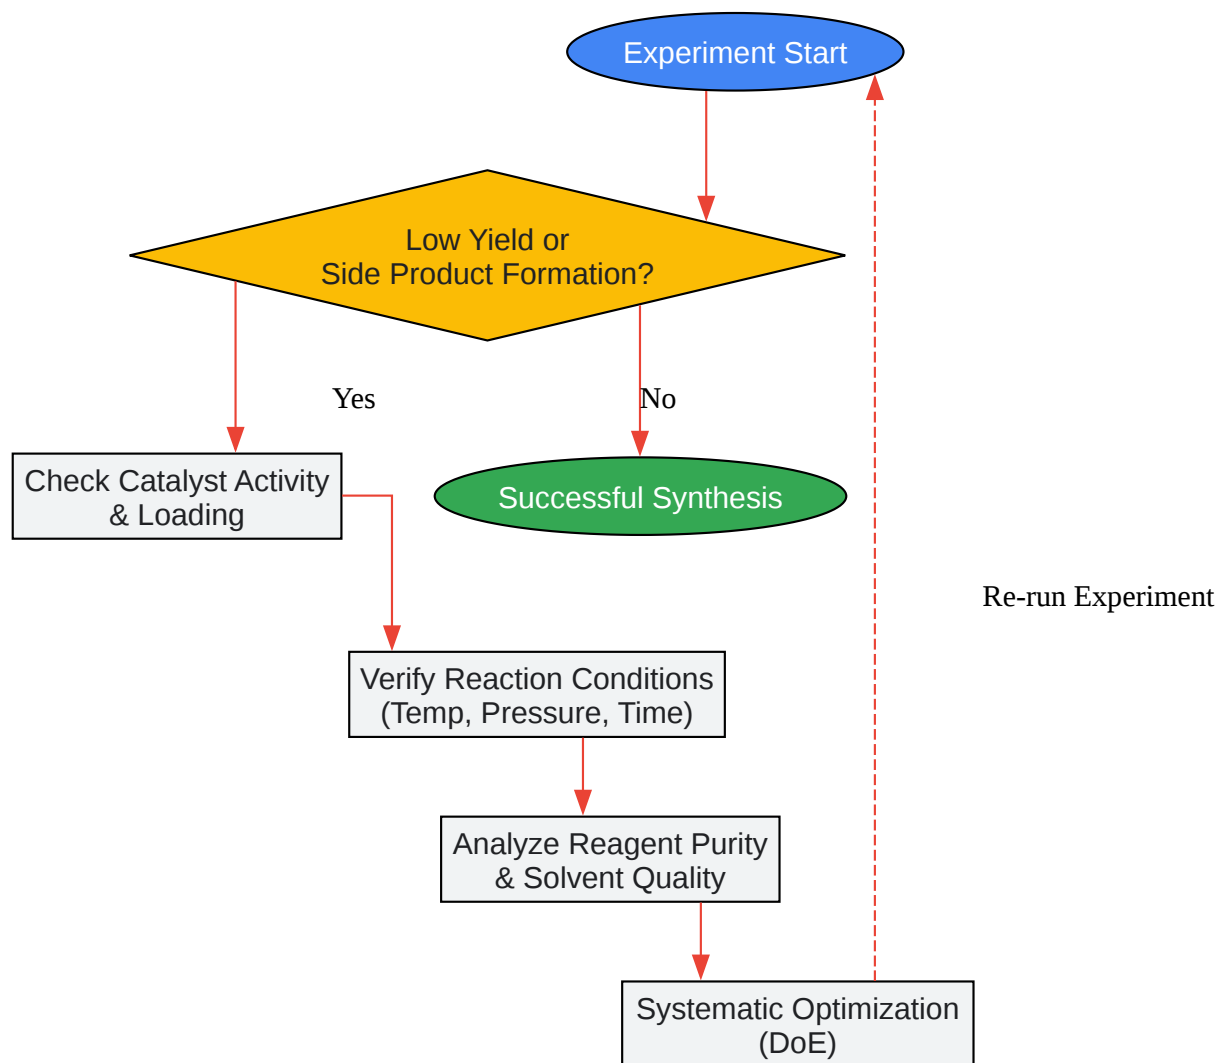 Experiment Start
Low Yield or
Side Product Formation?
Yes
No
Check Catalyst Activity
& Loading
Successful Synthesis
Re-run Experiment
Verify Reaction Conditions
(Temp, Pressure, Time)
Analyze Reagent Purity
& Solvent Quality
Systematic Optimization
(DoE)